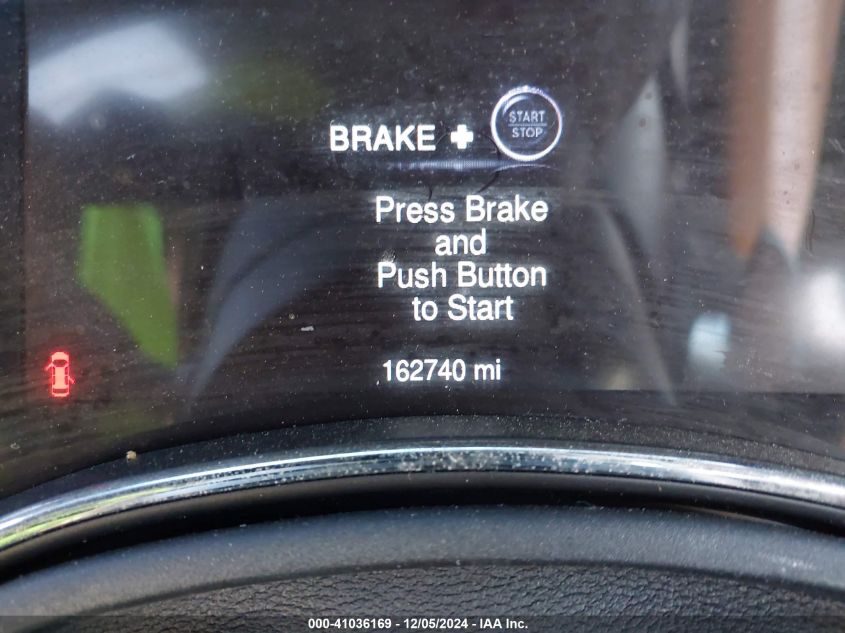 BRAKE + START
STOP
Press Brake
and
Push Button
to Start
162740 mi
000-41036169 - 12/05/2024 - IAA Inc.